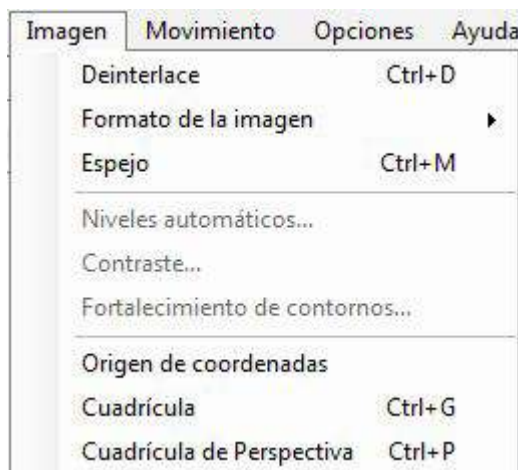 Imagen Movimiento Opciones Ayuda
Deinterlace Ctrl+D
Formato de la imagen
Espejo Ctrl+M
Niveles automáticos...
Contraste...
Fortalecimiento de contornos...
Origen de coordenadas
Cuadrícula Ctrl+G
Cuadrícula de Perspectiva Ctrl+P